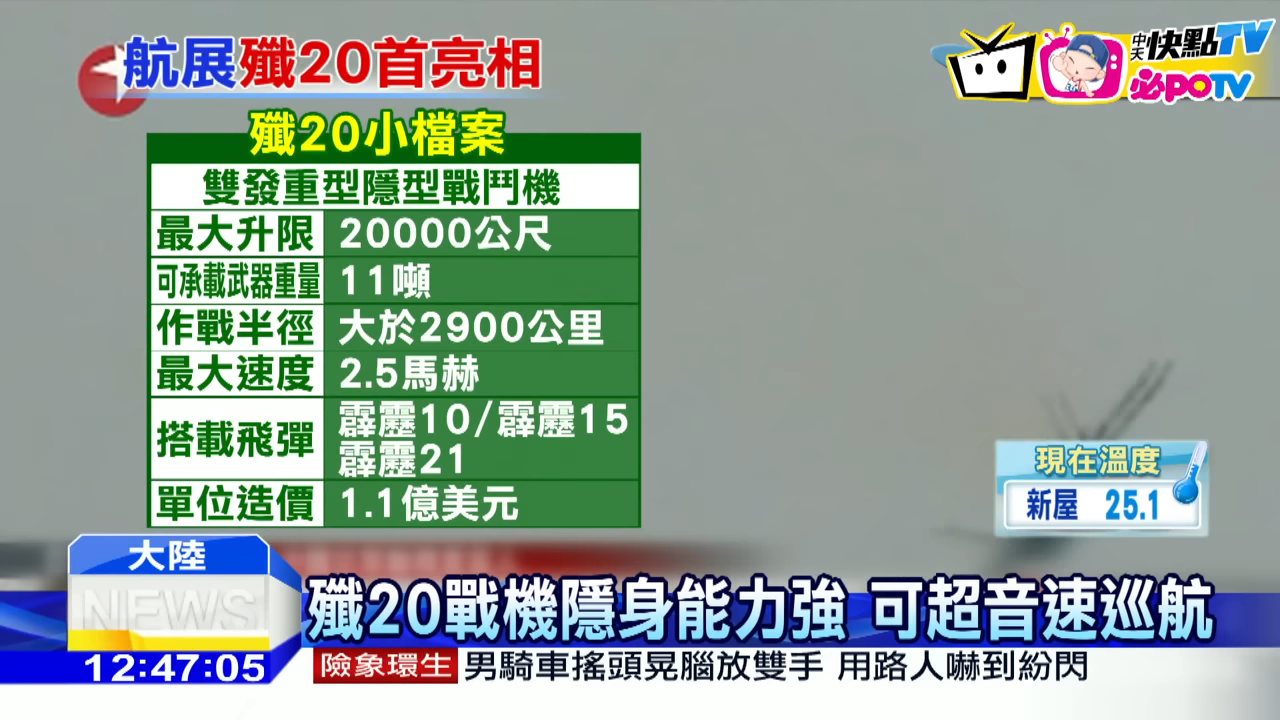 航展殲20首亮相
中天快點TV
必POTV
殲20小檔案
雙發重型隱型戰鬥機
最大升限 20000公尺
可承載武器重量 11噸
作戰半徑 大於2900公里
最大速度 2.5馬赫
搭載飛彈 霹靂10/霹靂15
霹靂21
單位造價 1.1億美元
現在溫度
新屋 25.1
大陸
NEWS
殲20戰機隱身能力強 可超音速巡航
12:47:05
險象環生 男騎車搖頭晃腦放雙手 用路人嚇到紛閃